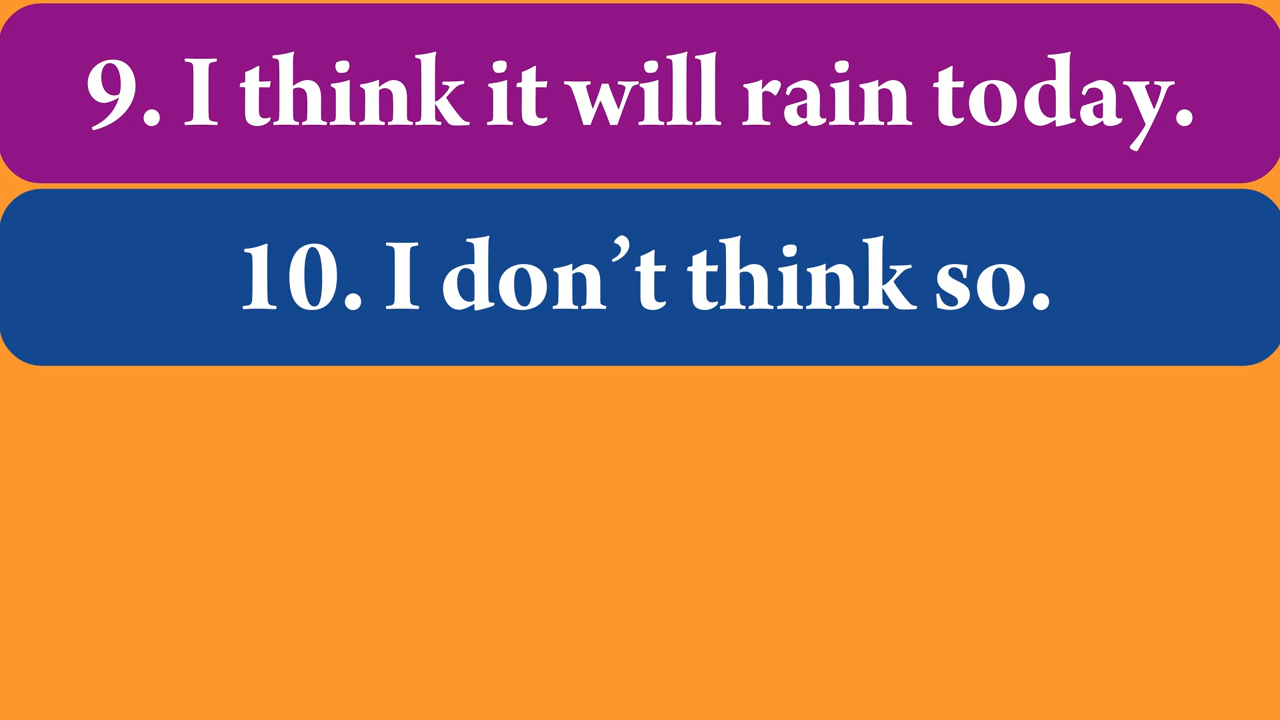 9. I think it will rain today.
10. I don’t think so.